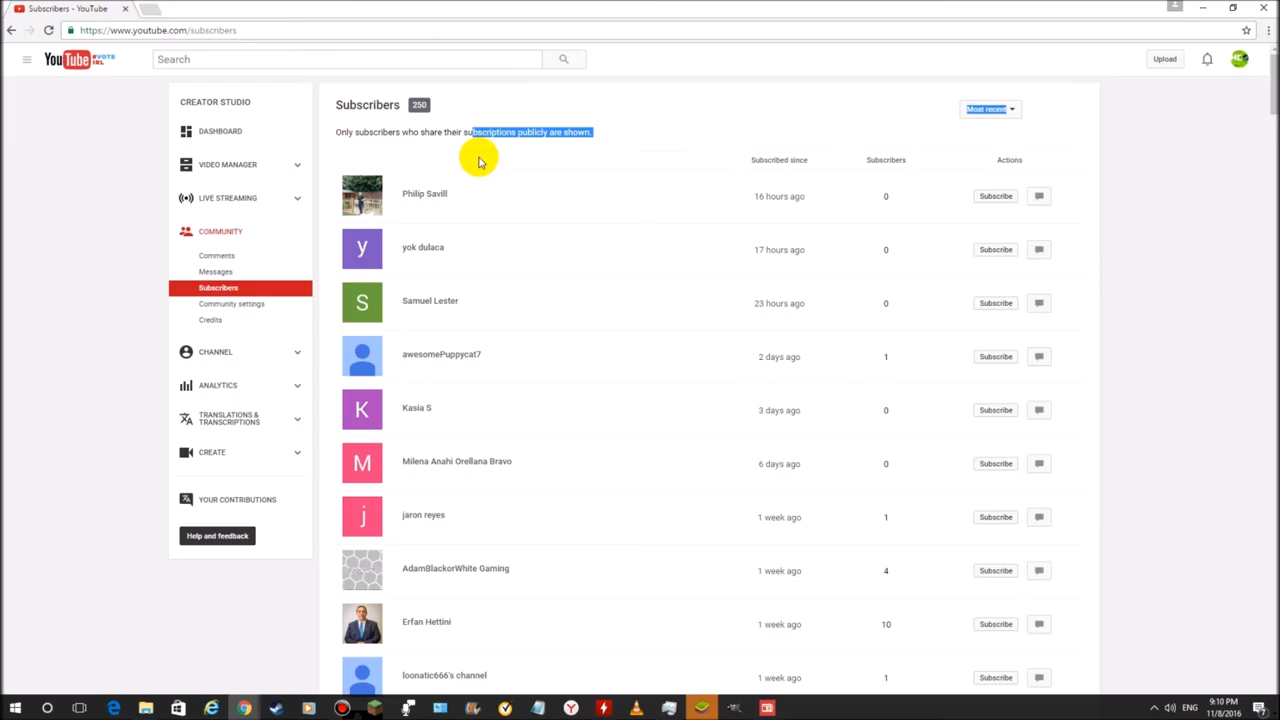 Subscribers - YouTube
https://www.youtube.com/subscribers
YouTube #VOTE IRL
Search
Upload
CREATOR STUDIO
DASHBOARD
VIDEO MANAGER
LIVE STREAMING
COMMUNITY
Comments
Messages
Subscribers
Community settings
Credits
CHANNEL
ANALYTICS
TRANSLATIONS &
TRANSCRIPTIONS
CREATE
YOUR CONTRIBUTIONS
Help and feedback
Subscribers 250
Most recent
Only subscribers who share their subscriptions publicly are shown.
Subscribed since Subscribers Actions
Philip Savill 16 hours ago 0 Subscribe
y yok dulaca 17 hours ago 0 Subscribe
S Samuel Lester 23 hours ago 0 Subscribe
awesomePuppycat7 2 days ago 1 Subscribe
K Kasia S 3 days ago 0 Subscribe
M Milena Anahi Orellana Bravo 6 days ago 0 Subscribe
j jaron reyes 1 week ago 1 Subscribe
AdamBlackorWhite Gaming 1 week ago 4 Subscribe
Erfan Hettini 1 week ago 10 Subscribe
loonatic666's channel 1 week ago 1 Subscribe
ENG
9:10 PM
11/8/2016